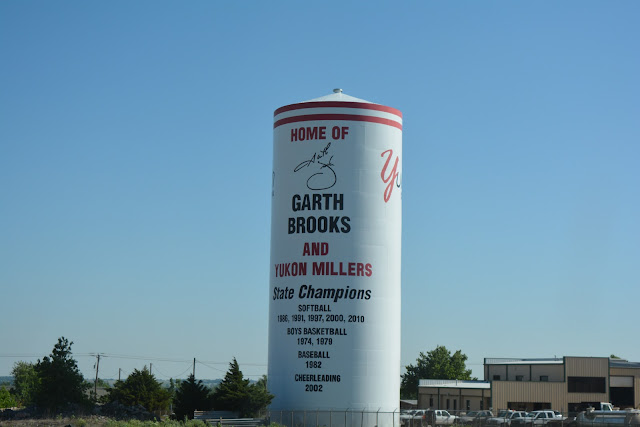 HOME OF
GARTH
BROOKS
AND
YUKON MILLERS
State Champions
SOFTBALL
1986, 1991, 1997, 2000, 2010
BOYS BASKETBALL
1974, 1979
BASEBALL
1982
CHEERLEADING
2002